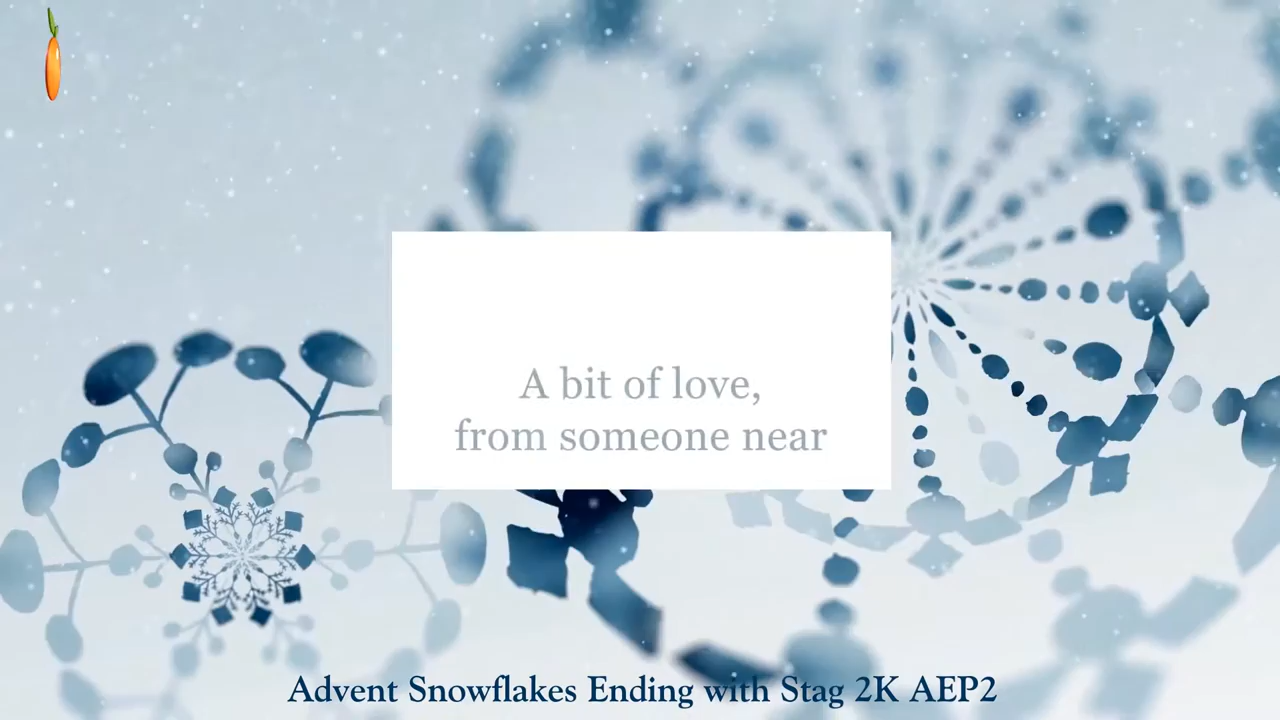 A bit of love,
from someone near
Advent Snowflakes Ending with Stag 2K AEP2